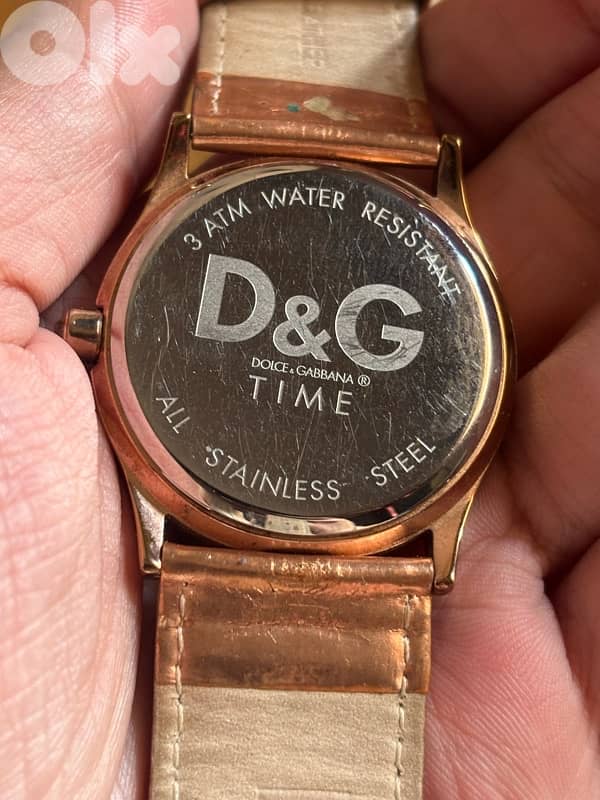 OLX
3 ATM WATER RESISTANT
D&G
DOLCE & GABBANA ®
TIME
ALL · STAINLESS · STEEL